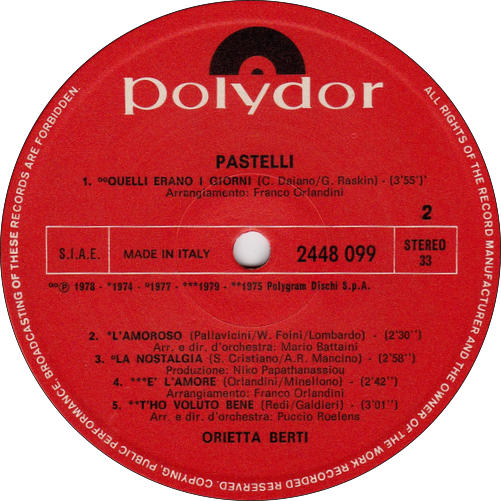 polydor
PASTELLI
1. °°QUELLI ERANO I GIORNI (C. Daiano/G. Raskin) - (3'55")'
Arrangiamento: Franco Orlandini
2
S.I.A.E.
MADE IN ITALY
2448 099
STEREO
33
°°Ⓟ 1978 - *1974 - °1977 - ***1979 - **1975 Polygram Dischi S.p.A.
2. *L'AMOROSO (Pallavicini/W. Foini/Lombardo) - (2'30'')
Arr. e dir. d'orchestra: Mario Battaini
3. °LA NOSTALGIA (S. Cristiano/A.R. Mancino) - (2'58'')
Produzione: Niko Papathanassiou
4. ***E' L'AMORE (Orlandini/Minellono) - (2'42'')
Arrangiamento: Franco Orlandini
5. **T'HO VOLUTO BENE (Redi/Galdieri) - (3'01'')
Arr. e dir. d'orchestra: Puccio Roelens
ORIETTA BERTI
ALL RIGHTS OF THE RECORD MANUFACTURER AND THE OWNER OF THE WORK RECORDED RESERVED. COPYING, PUBLIC PERFORMANCE, BROADCASTING OF THESE RECORDS ARE FORBIDDEN.